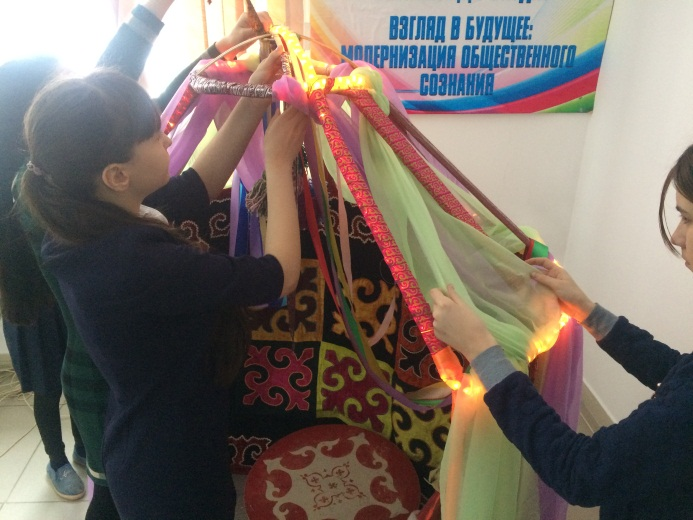 ВЗГЛЯД В БУДУЩЕЕ:
МОДЕРНИЗАЦИЯ ОБЩЕСТВЕННОГО
СОЗНАНИЯ